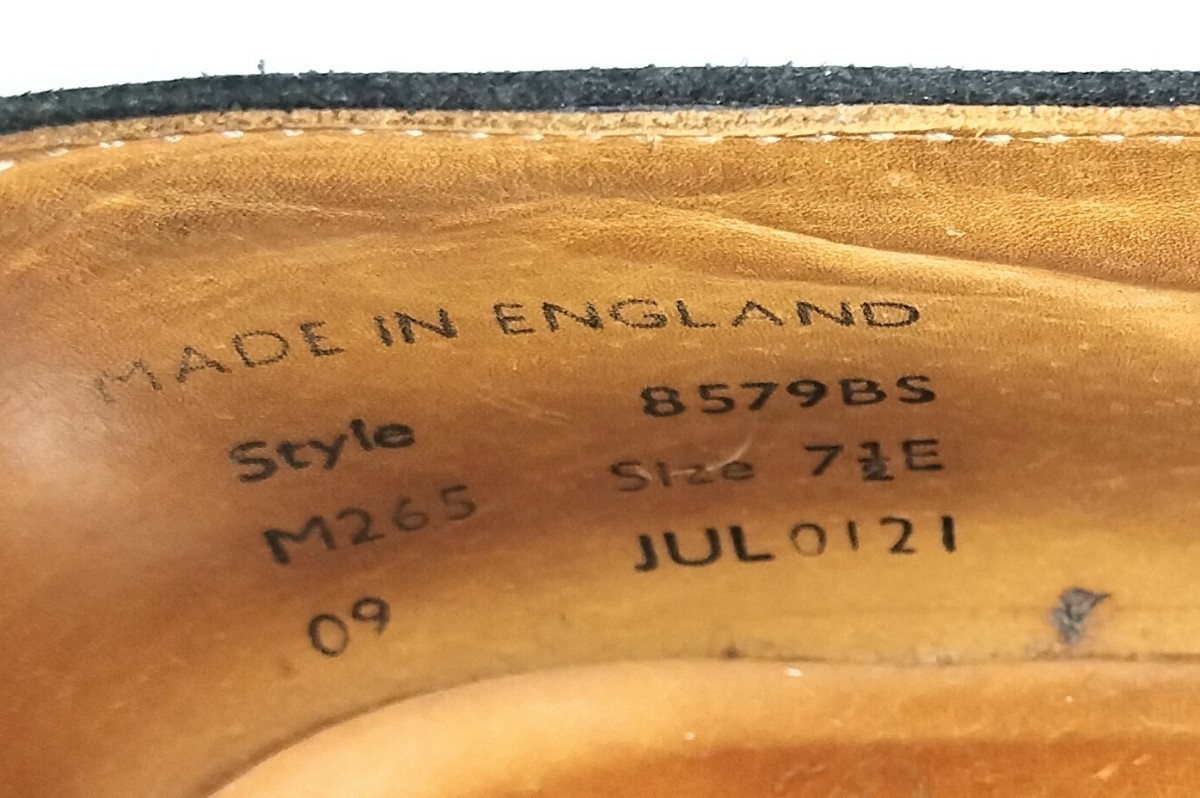 MADE IN ENGLAND
Style 8579BS
M265 Size 7½E
09 JUL0121